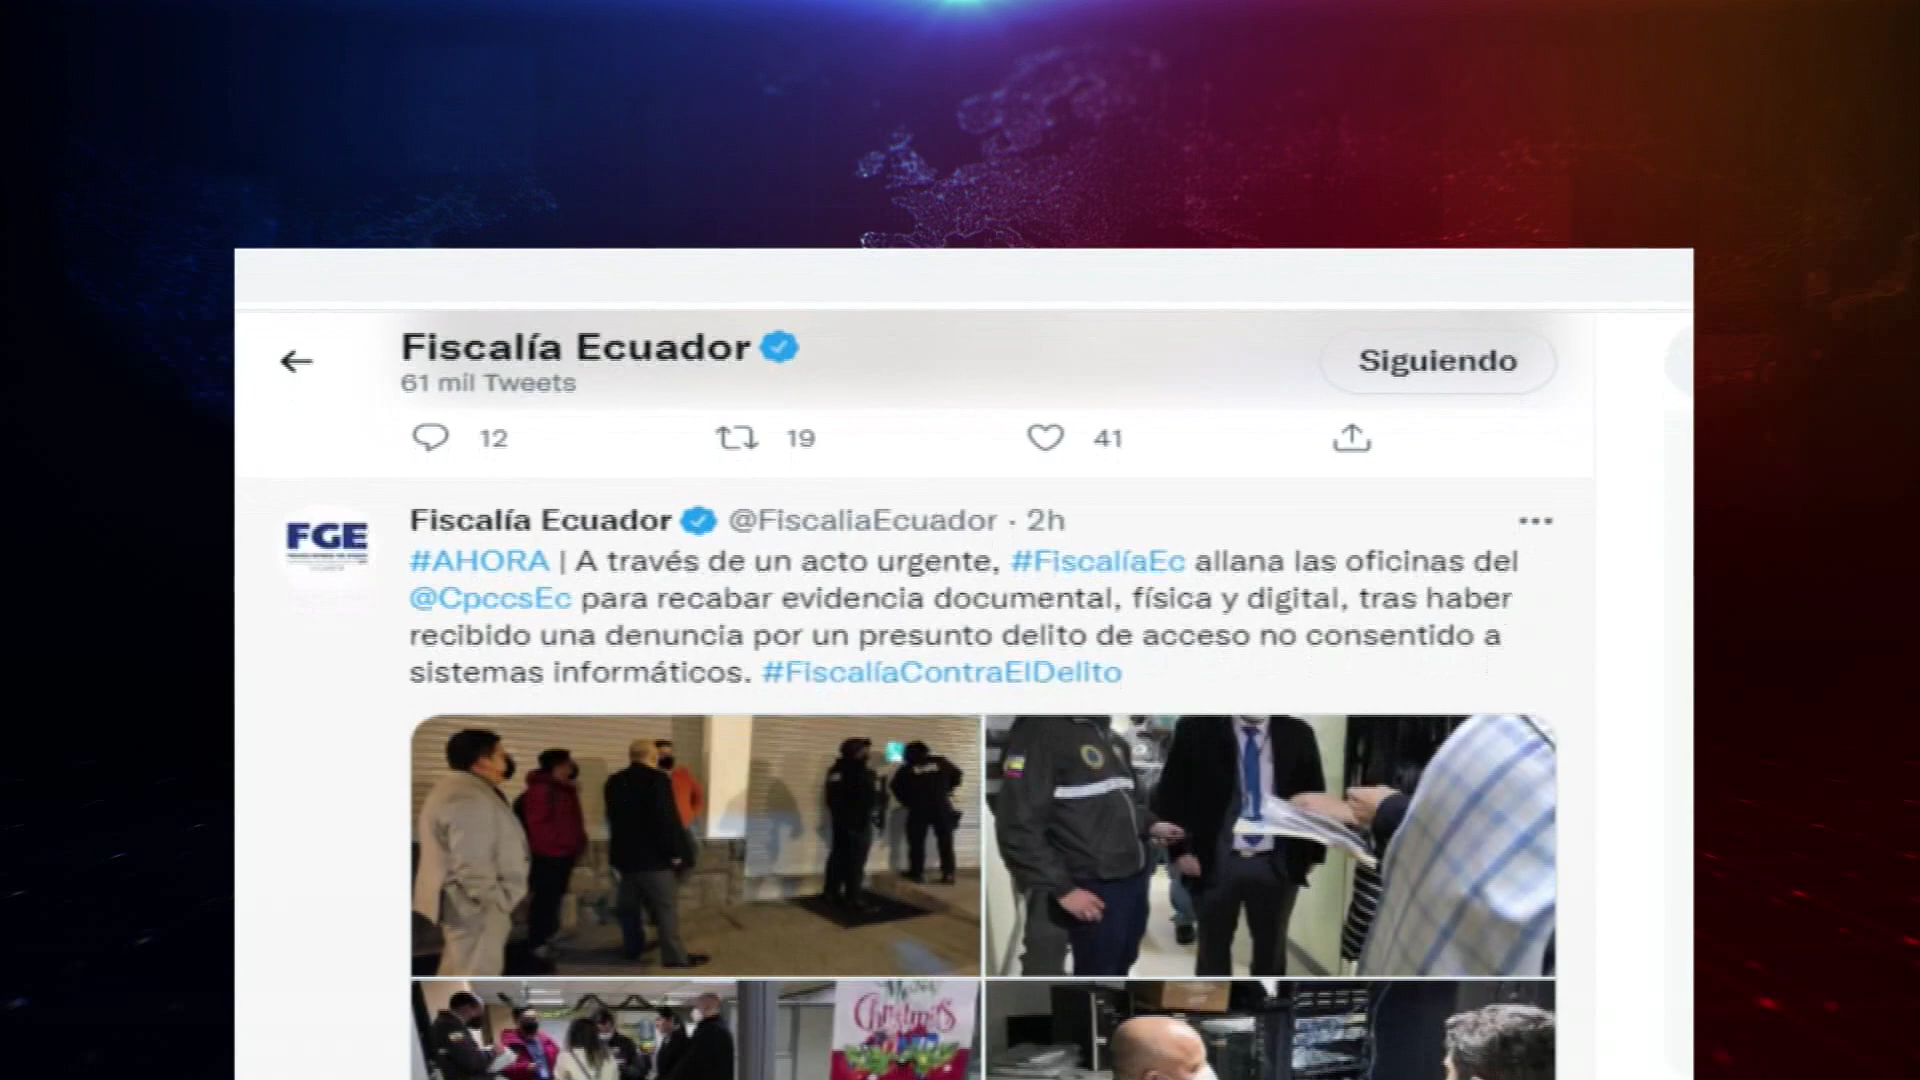 Fiscalía Ecuador
61 mil Tweets
Siguiendo
12 19 41
FGE
Fiscalía Ecuador @FiscaliaEcuador · 2h
#AHORA | A través de un acto urgente, #FiscalíaEc allana las oficinas del
@CpccsEc para recabar evidencia documental, física y digital, tras haber
recibido una denuncia por un presunto delito de acceso no consentido a
sistemas informáticos. #FiscalíaContraElDelito
Merry
Christmas